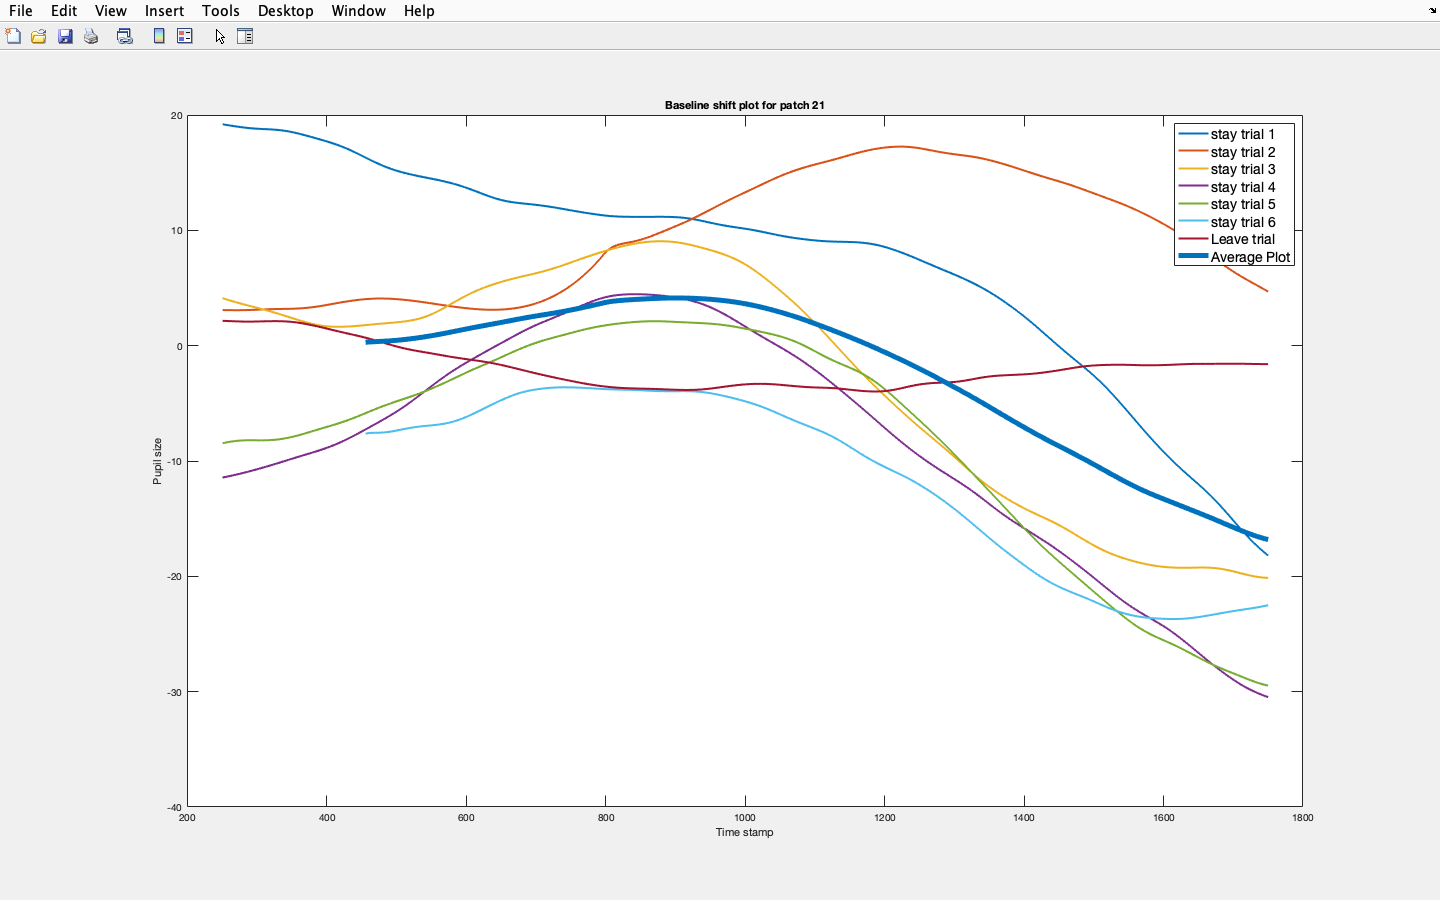 File Edit View Insert Tools Desktop Window Help
Baseline shift plot for patch 21
20
10
0
-10
-20
-30
-40
Pupil size
200 400 600 800 1000 1200 1400 1600 1800
Time stamp
stay trial 1
stay trial 2
stay trial 3
stay trial 4
stay trial 5
stay trial 6
Leave trial
Average Plot